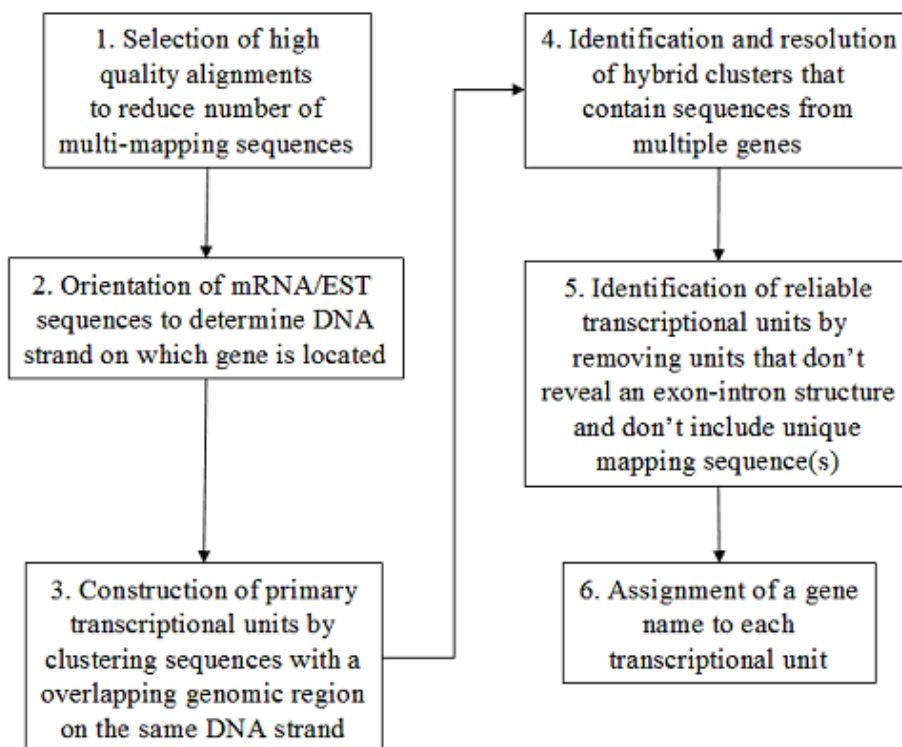 1. Selection of high
quality alignments
to reduce number of
multi-mapping sequences
2. Orientation of mRNA/EST
sequences to determine DNA
strand on which gene is located
3. Construction of primary
transcriptional units by
clustering sequences with a
overlapping genomic region
on the same DNA strand
4. Identification and resolution
of hybrid clusters that
contain sequences from
multiple genes
5. Identification of reliable
transcriptional units by
removing units that don't
reveal an exon-intron structure
and don't include unique
mapping sequence(s)
6. Assignment of a gene
name to each
transcriptional unit